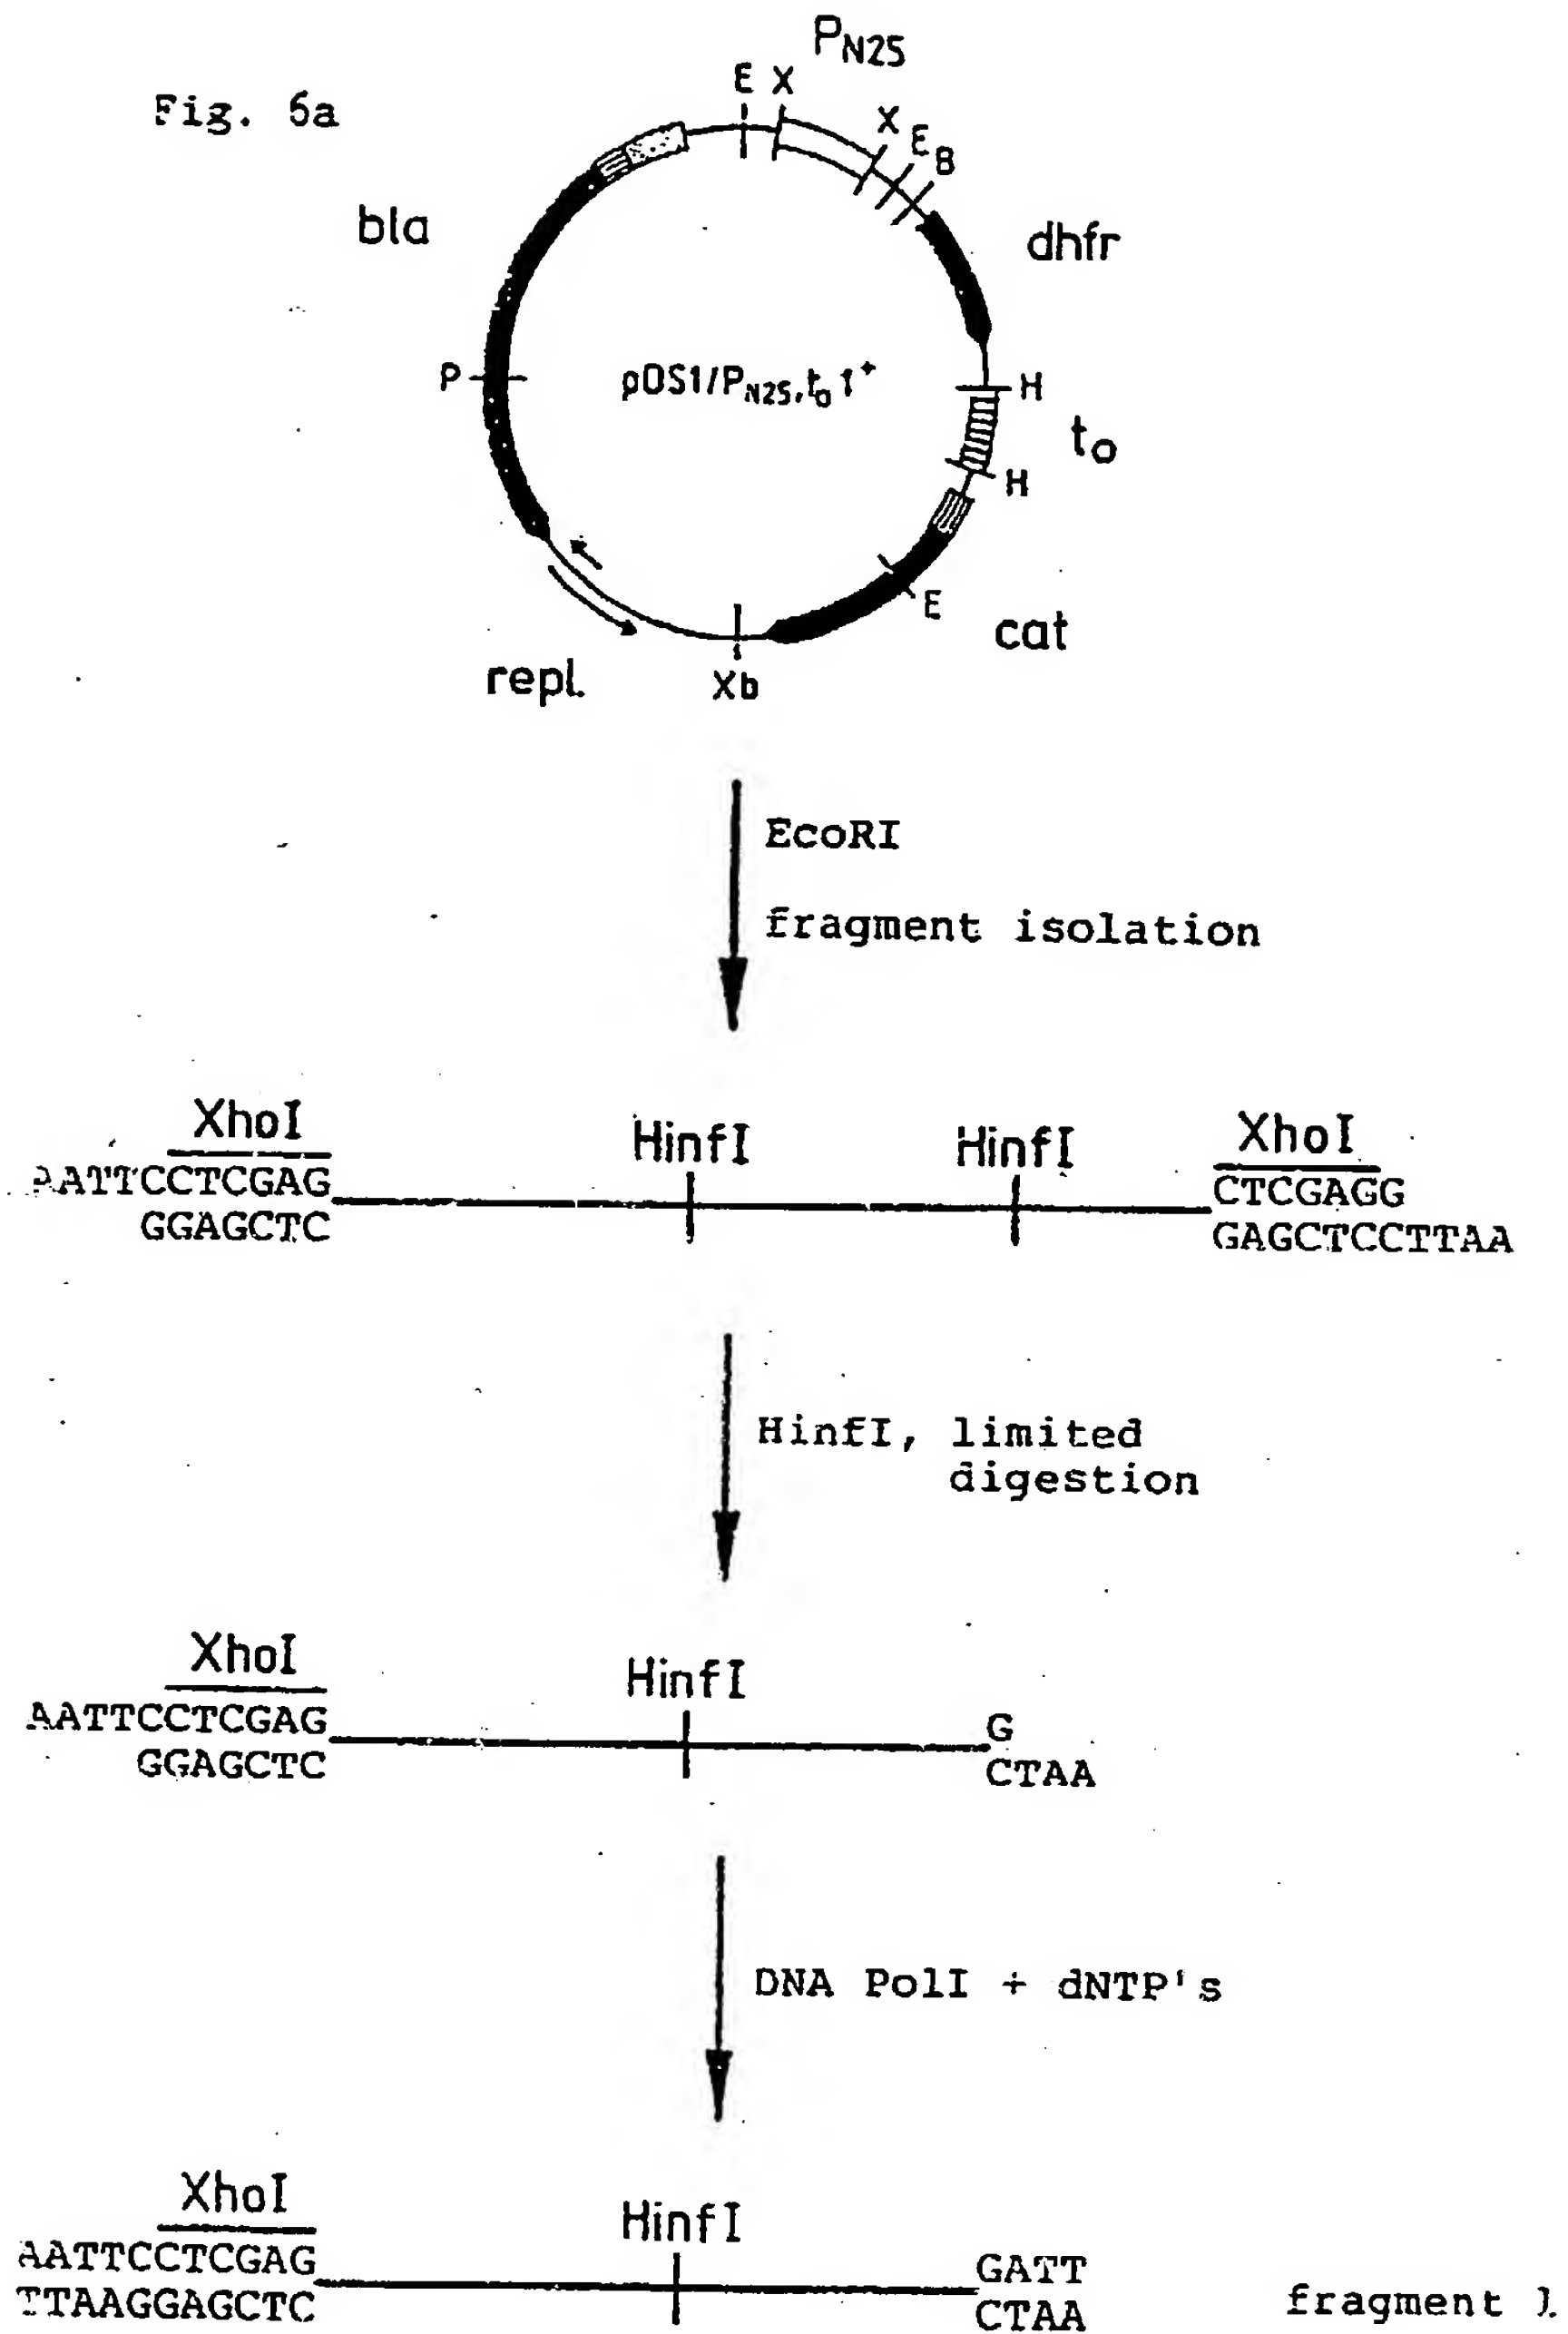 Fig. 6a
PN25
E X
X E B
bla
dhfr
P
pDS1/PN25,to1+
H
to
H
E
cat
repl.
Xb
EcoRI
fragment isolation
XhoI HinfI HinfI XhoI
AATTCCTCGAG CTCGAGG
GGAGCTC GAGCTCCTTAA
HinfI, limited
digestion
XhoI HinfI
AATTCCTCGAG G
GGAGCTC CTAA
DNA PolI + dNTP's
XhoI HinfI
AATTCCTCGAG GATT
TTAAGGAGCTC CTAA
fragment